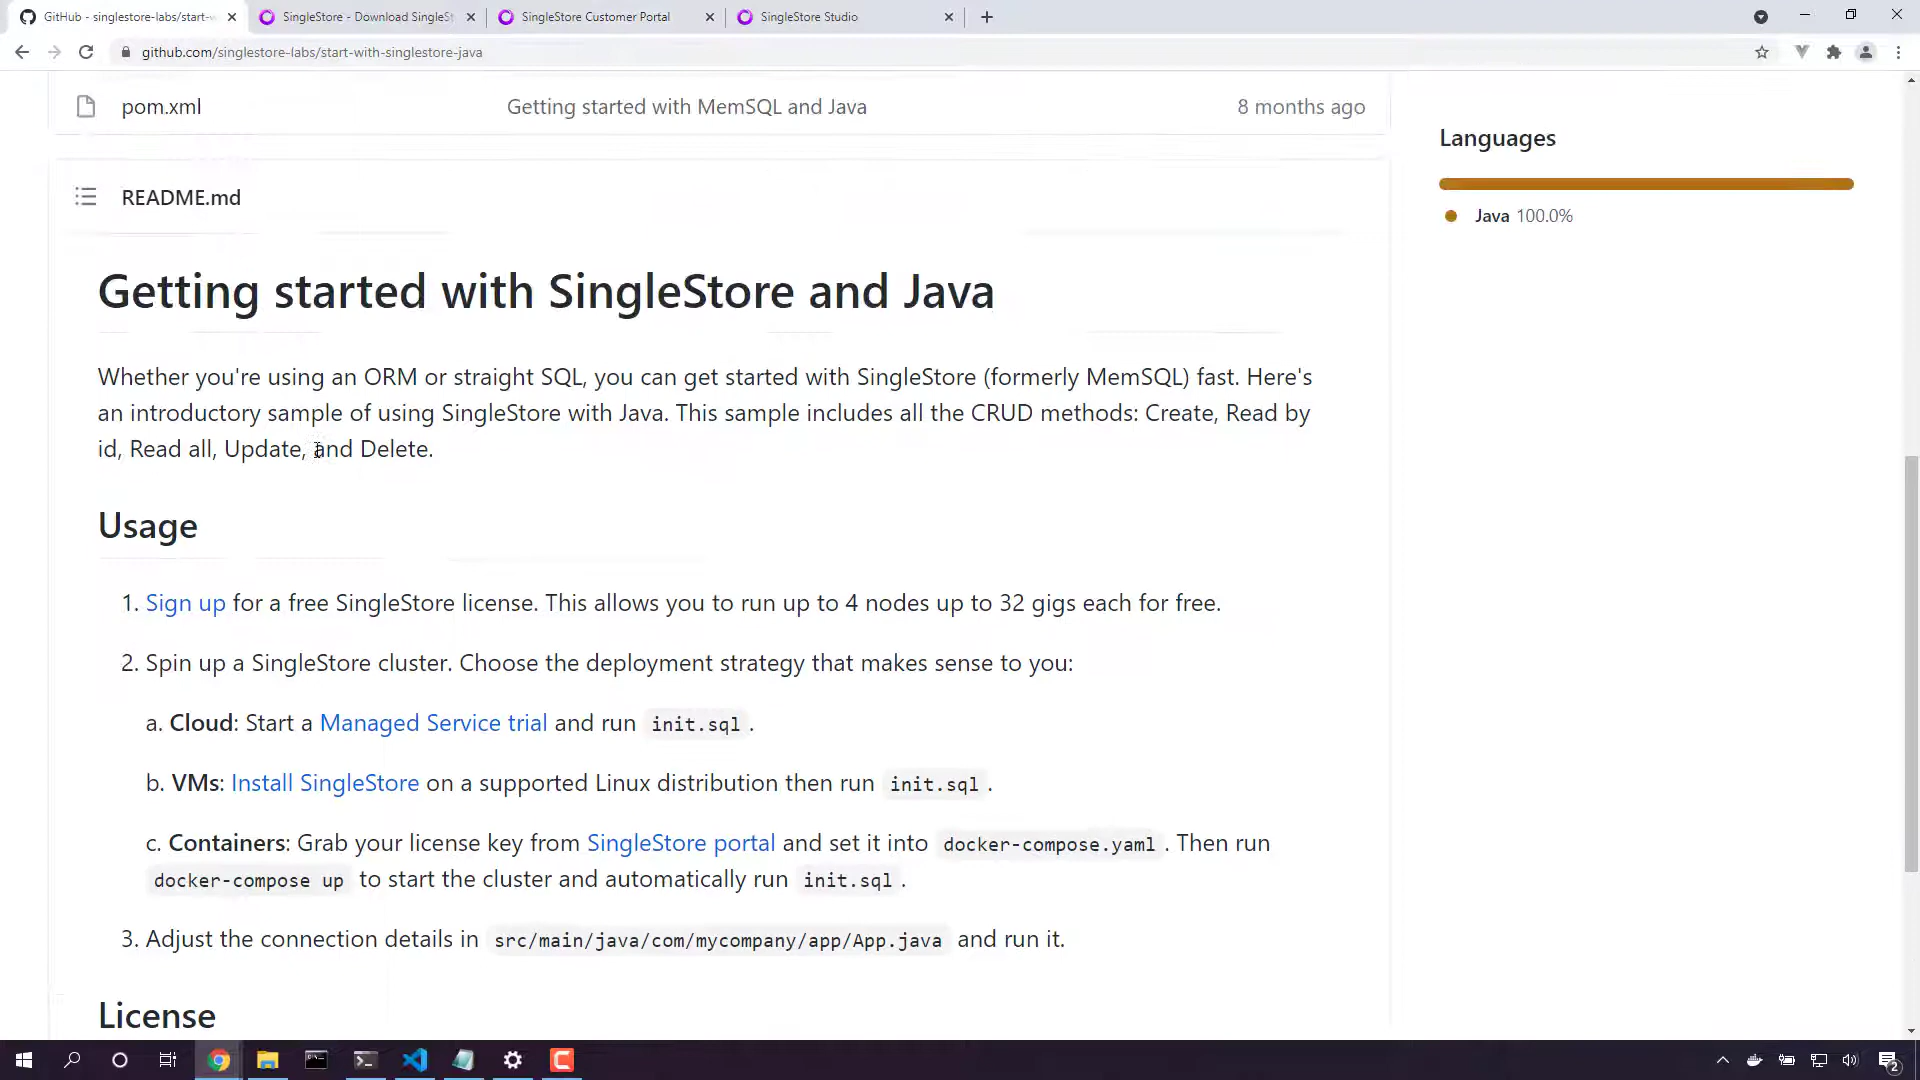 GitHub - singlestore-labs/start-w
SingleStore - Download SingleSt
SingleStore Customer Portal
SingleStore Studio
github.com/singlestore-labs/start-with-singlestore-java
pom.xml
Getting started with MemSQL and Java
8 months ago
Languages
Java 100.0%
README.md
Getting started with SingleStore and Java
Whether you're using an ORM or straight SQL, you can get started with SingleStore (formerly MemSQL) fast. Here's
an introductory sample of using SingleStore with Java. This sample includes all the CRUD methods: Create, Read by
id, Read all, Update, and Delete.
Usage
1. Sign up for a free SingleStore license. This allows you to run up to 4 nodes up to 32 gigs each for free.
2. Spin up a SingleStore cluster. Choose the deployment strategy that makes sense to you:
a. Cloud: Start a Managed Service trial and run init.sql.
b. VMs: Install SingleStore on a supported Linux distribution then run init.sql.
c. Containers: Grab your license key from SingleStore portal and set it into docker-compose.yaml. Then run
docker-compose up to start the cluster and automatically run init.sql.
3. Adjust the connection details in src/main/java/com/mycompany/app/App.java and run it.
License
2